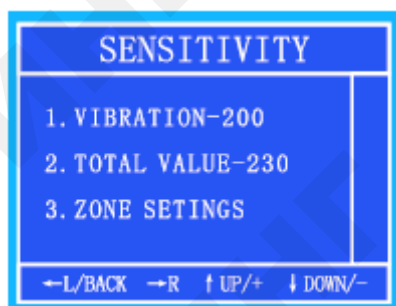 SENSITIVITY
1. VIBRATION-200
2. TOTAL VALUE-230
3. ZONE SETINGS
←L/BACK →R ↑UP/+ ↓DOWN/-